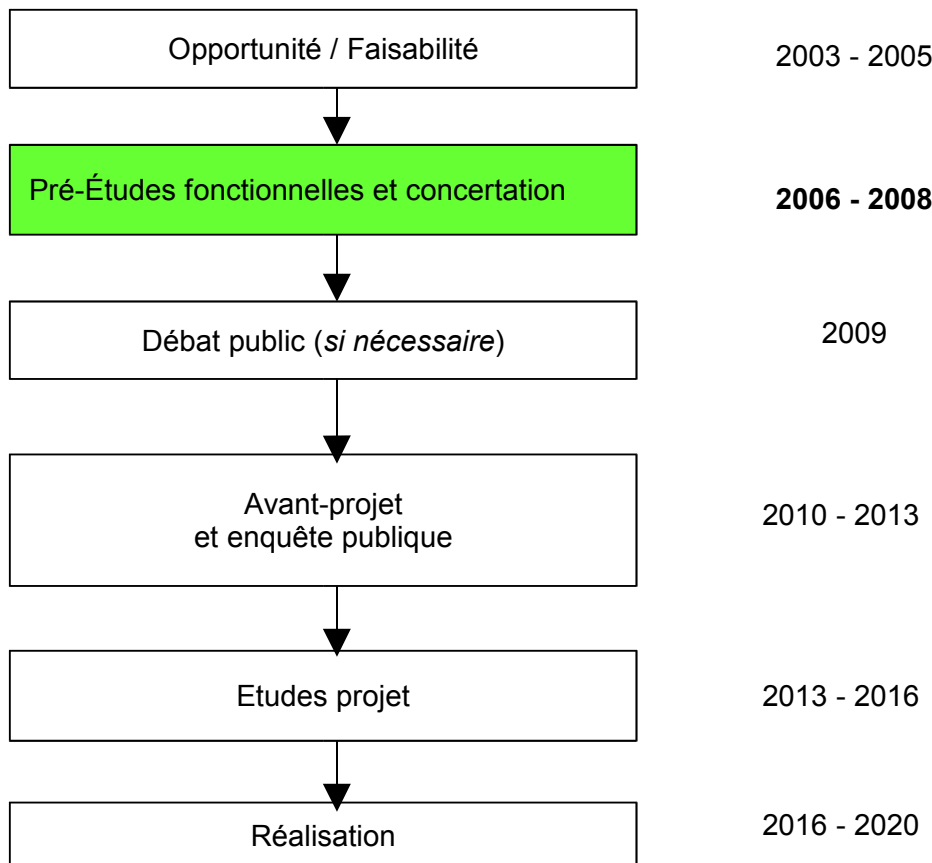 Opportunité / Faisabilité
2003 - 2005
Pré-Études fonctionnelles et concertation
2006 - 2008
Débat public (si nécessaire)
2009
Avant-projet
et enquête publique
2010 - 2013
Etudes projet
2013 - 2016
Réalisation
2016 - 2020